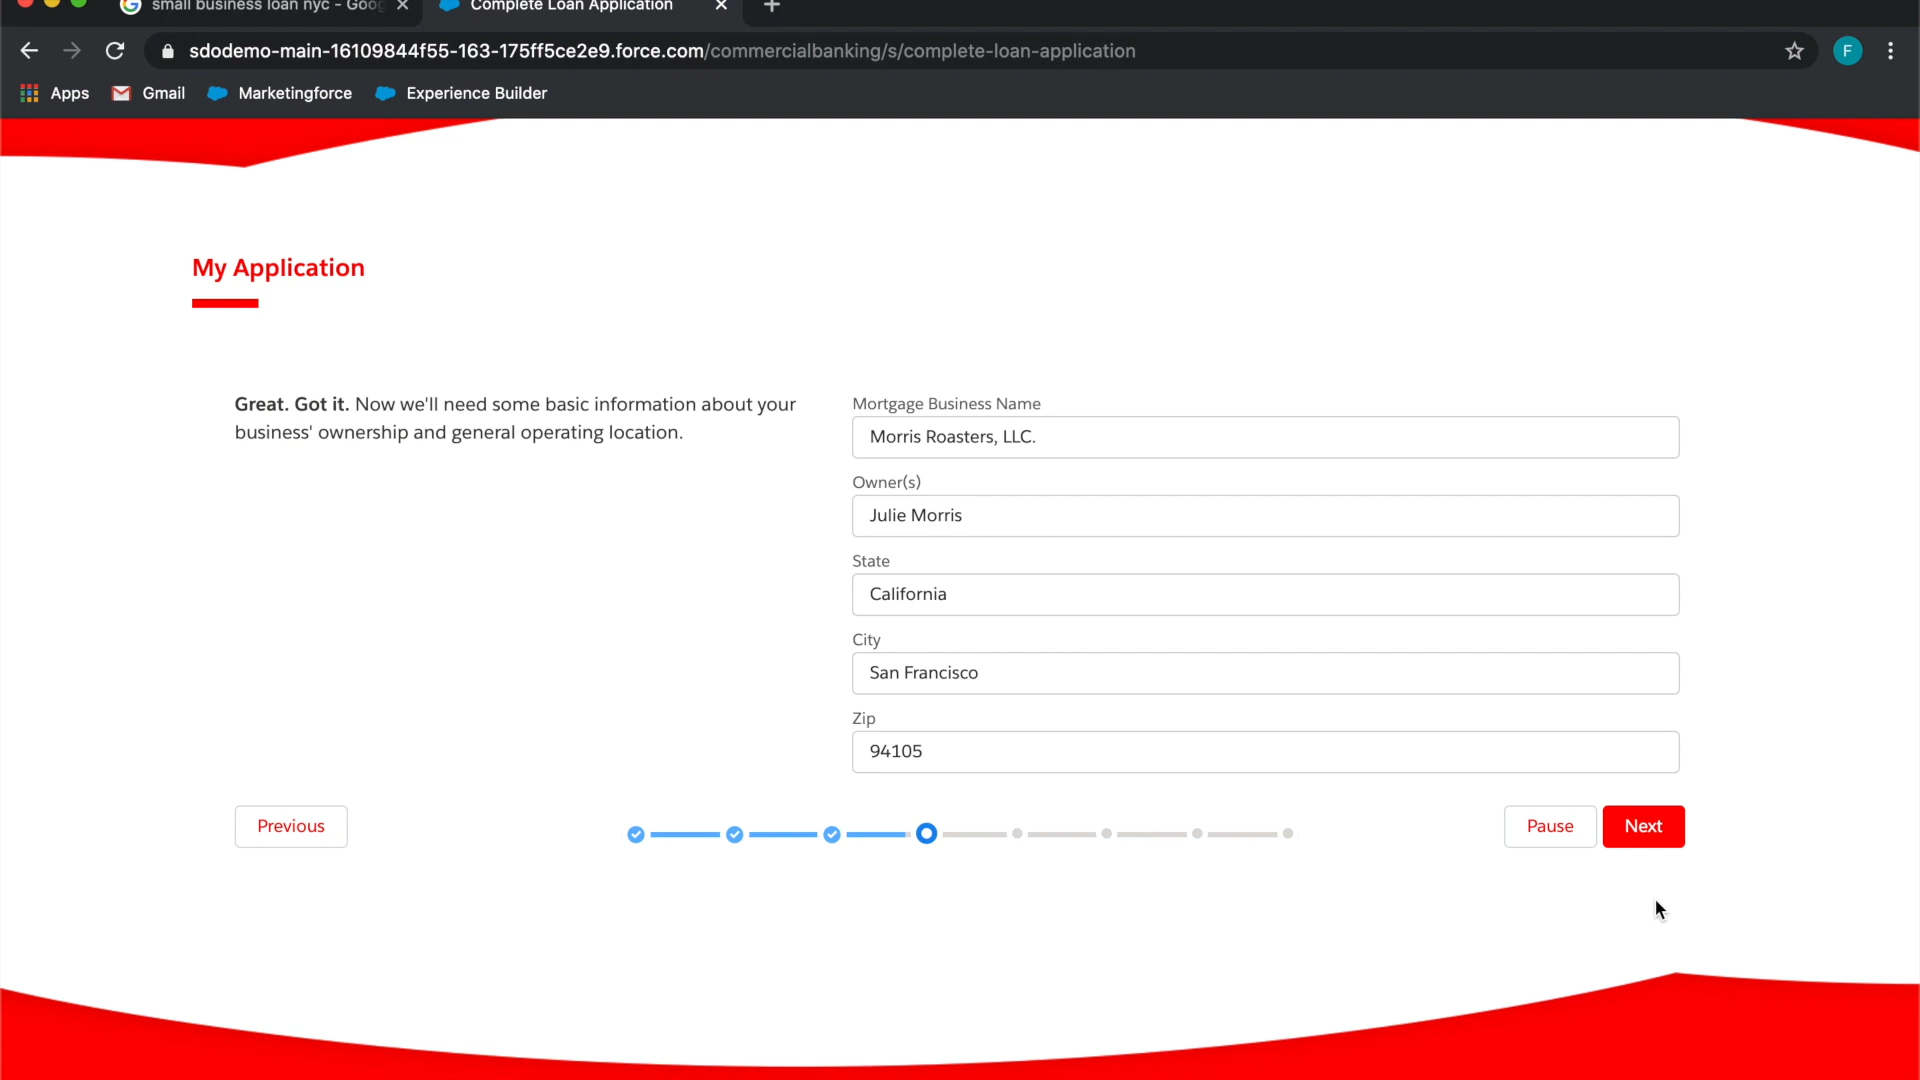 small business loan nyc - Goog
Complete Loan Application
sdodemo-main-16109844f55-163-175ff5ce2e9.force.com/commercialbanking/s/complete-loan-application
F
Apps
Gmail
Marketingforce
Experience Builder
My Application
Great. Got it. Now we'll need some basic information about your
business' ownership and general operating location.
Mortgage Business Name
Morris Roasters, LLC.
Owner(s)
Julie Morris
State
California
City
San Francisco
Zip
94105
Previous
Pause
Next